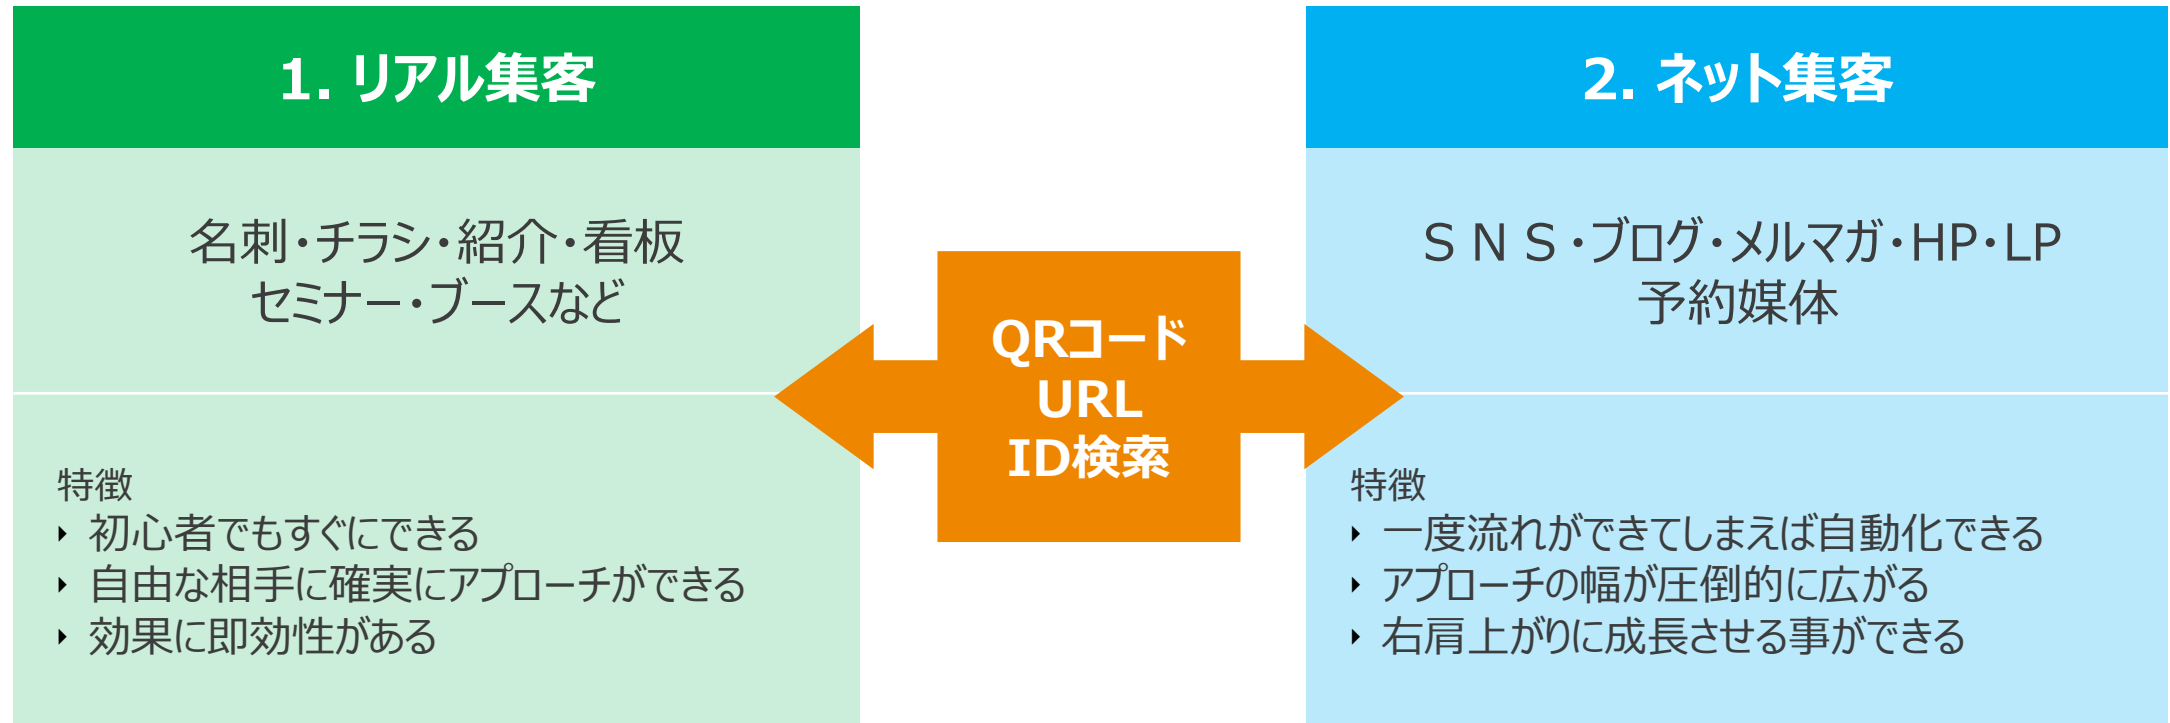 1. リアル集客
名刺・チラシ・紹介・看板
セミナー・ブースなど
特徴
‣ 初心者でもすぐにできる
‣ 自由な相手に確実にアプローチができる
‣ 効果に即効性がある
QRコード
URL
ID検索
2. ネット集客
ＳＮＳ・ブログ・メルマガ・HP・LP
予約媒体
特徴
‣ 一度流れができてしまえば自動化できる
‣ アプローチの幅が圧倒的に広がる
‣ 右肩上がりに成長させる事ができる